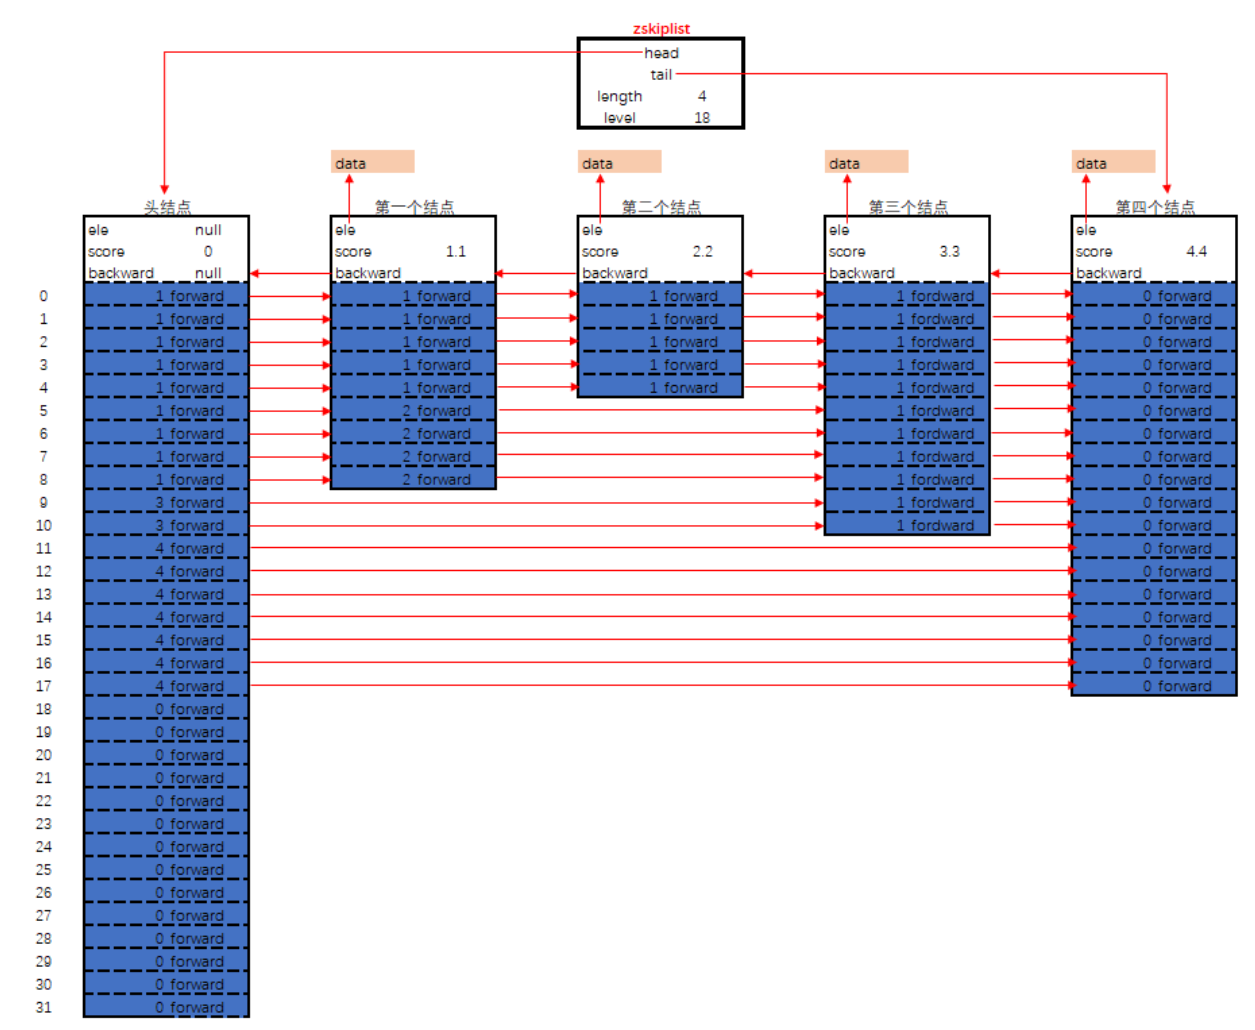 zskiplist
head
tail
length 4
level 18
data data data data
头结点 第一个结点 第二个结点 第三个结点 第四个结点
ele null ele ele ele ele
score 0 score 1.1 score 2.2 score 3.3 score 4.4
backward null backward backward backward backward
0 1 forward 1 forward 1 forward 1 fordward 0 forward
1 1 forward 1 forward 1 forward 1 fordward 0 forward
2 1 forward 1 forward 1 forward 1 fordward 0 forward
3 1 forward 1 forward 1 forward 1 fordward 0 forward
4 1 forward 1 forward 1 forward 1 fordward 0 forward
5 1 forward 2 forward 1 fordward 0 forward
6 1 forward 2 forward 1 fordward 0 forward
7 1 forward 2 forward 1 fordward 0 forward
8 1 forward 2 forward 1 fordward 0 forward
9 3 forward 1 fordward 0 forward
10 3 forward 1 fordward 0 forward
11 4 forward 0 forward
12 4 forward 0 forward
13 4 forward 0 forward
14 4 forward 0 forward
15 4 forward 0 forward
16 4 forward 0 forward
17 4 forward 0 forward
18 0 forward
19 0 forward
20 0 forward
21 0 forward
22 0 forward
23 0 forward
24 0 forward
25 0 forward
26 0 forward
27 0 forward
28 0 forward
29 0 forward
30 0 forward
31 0 forward